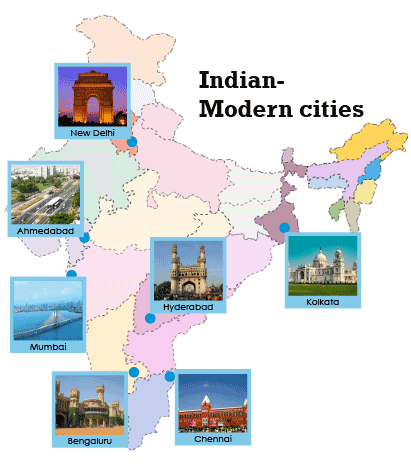 Indian-
Modern cities
New Delhi
Ahmedabad
Hyderabad
Kolkata
Mumbai
Bengaluru
Chennai